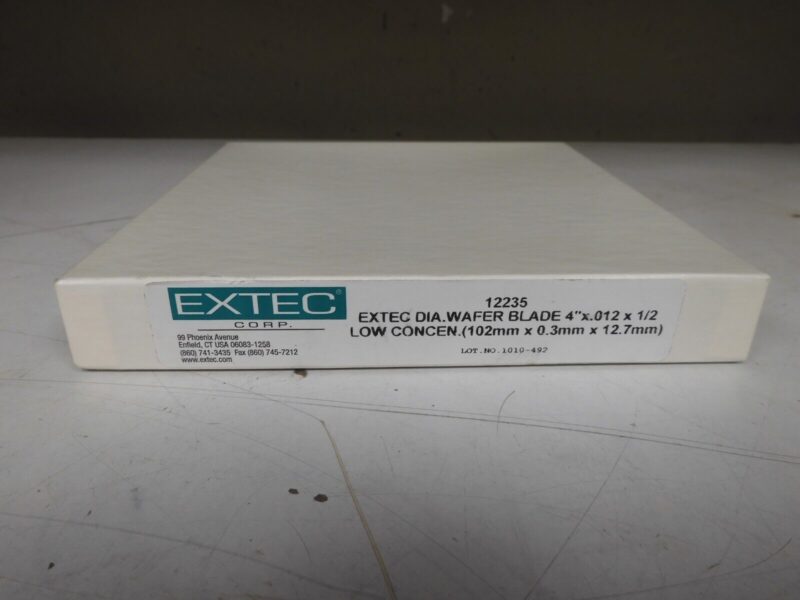 EXTEC®
CORP.
99 Phoenix Avenue
Enfield, CT USA 06083-1258
(860) 741-3435 Fax (860) 745-7212
www.extec.com
12235
EXTEC DIA.WAFER BLADE 4"x.012 x 1/2
LOW CONCEN.(102mm x 0.3mm x 12.7mm)
LOT.NO.1010-492